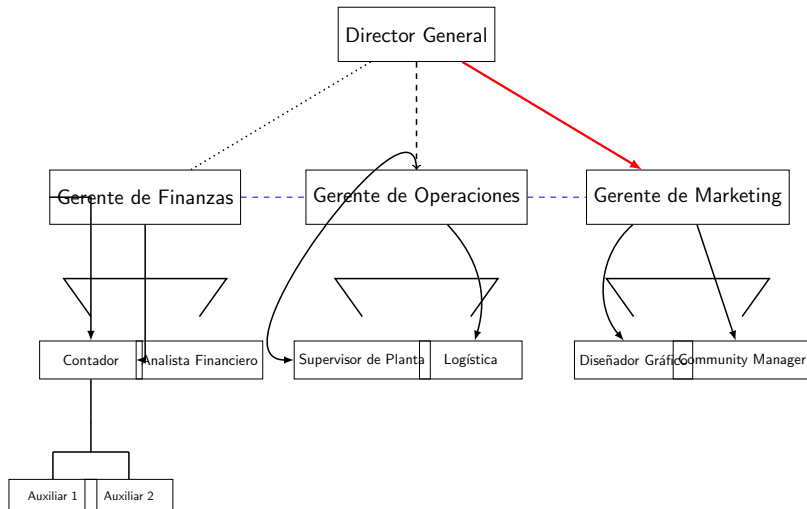 Director General
Gerente de Finanzas
Gerente de Operaciones
Gerente de Marketing
Contador
Analista Financiero
Supervisor de Planta
Logística
Diseñador Gráfico
Community Manager
Auxiliar 1
Auxiliar 2